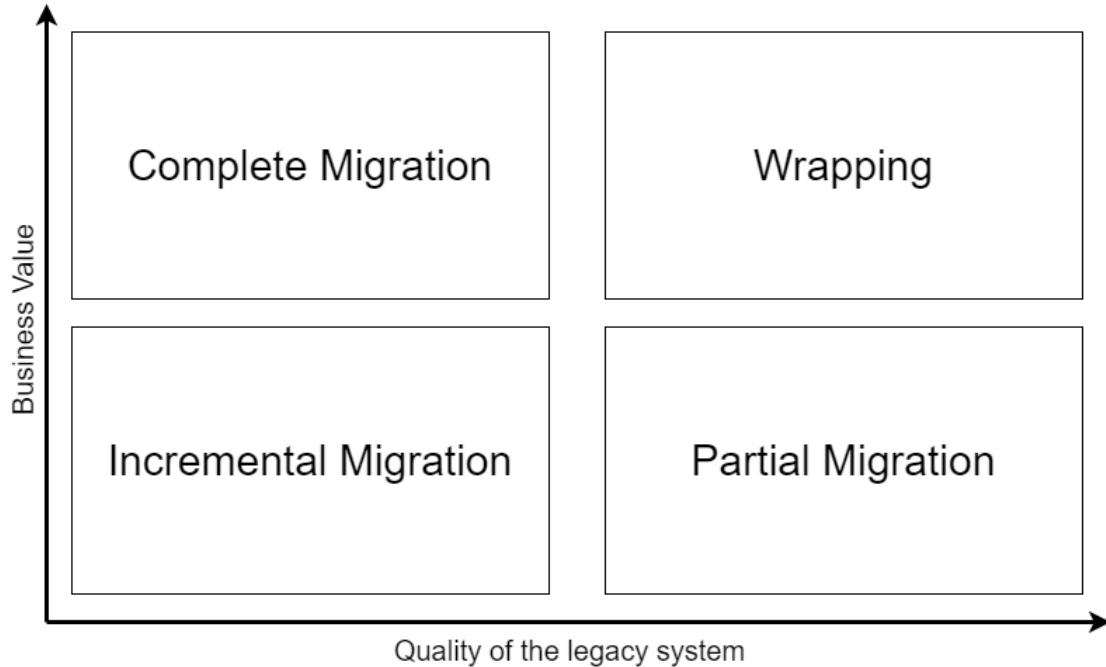 Business Value
Complete Migration
Wrapping
Incremental Migration
Partial Migration
Quality of the legacy system